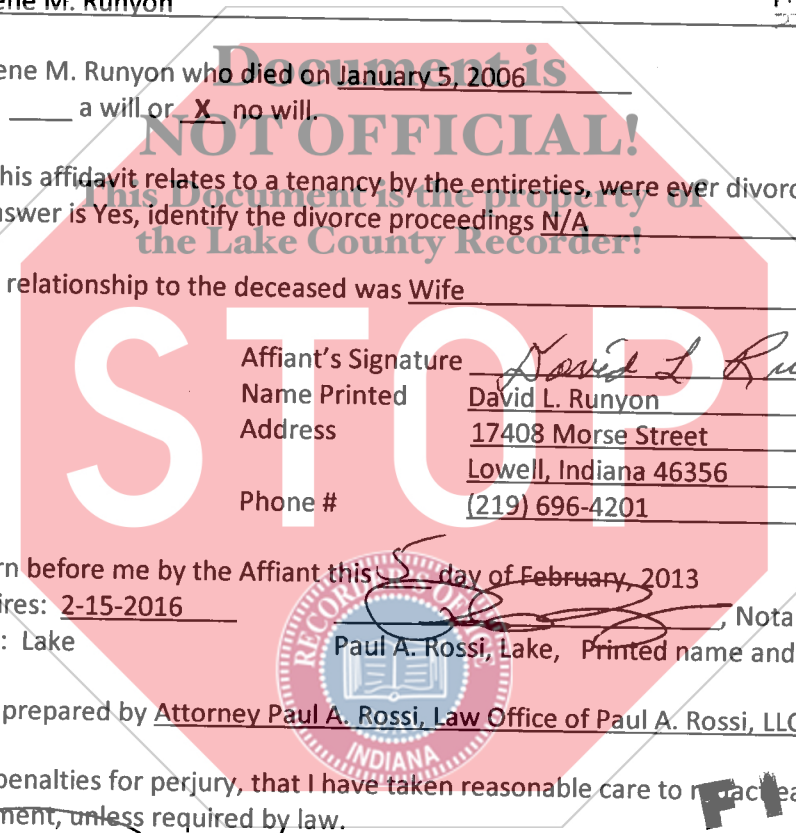 ene M. Runyon
Document is
ene M. Runyon who died on January 5, 2006
____ a will or X no will.
NOT OFFICIAL!
his affidavit relates to a tenancy by the entireties, were ever divorc
This Document is the property of
nswer is Yes, identify the divorce proceedings N/A
the Lake County Recorder!
relationship to the deceased was Wife
STOP
Affiant's Signature David L Ru
Name Printed David L. Runyon
Address 17408 Morse Street
Lowell, Indiana 46356
Phone # (219) 696-4201
rn before me by the Affiant this 5 day of February, 2013
ires: 2-15-2016 , Nota
: Lake Paul A. Rossi, Lake, Printed name and
RECORDER'S OFFICE
prepared by Attorney Paul A. Rossi, Law Office of Paul A. Rossi, LLC
INDIANA
penalties for perjury, that I have taken reasonable care to redact ea
ment, unless required by law.